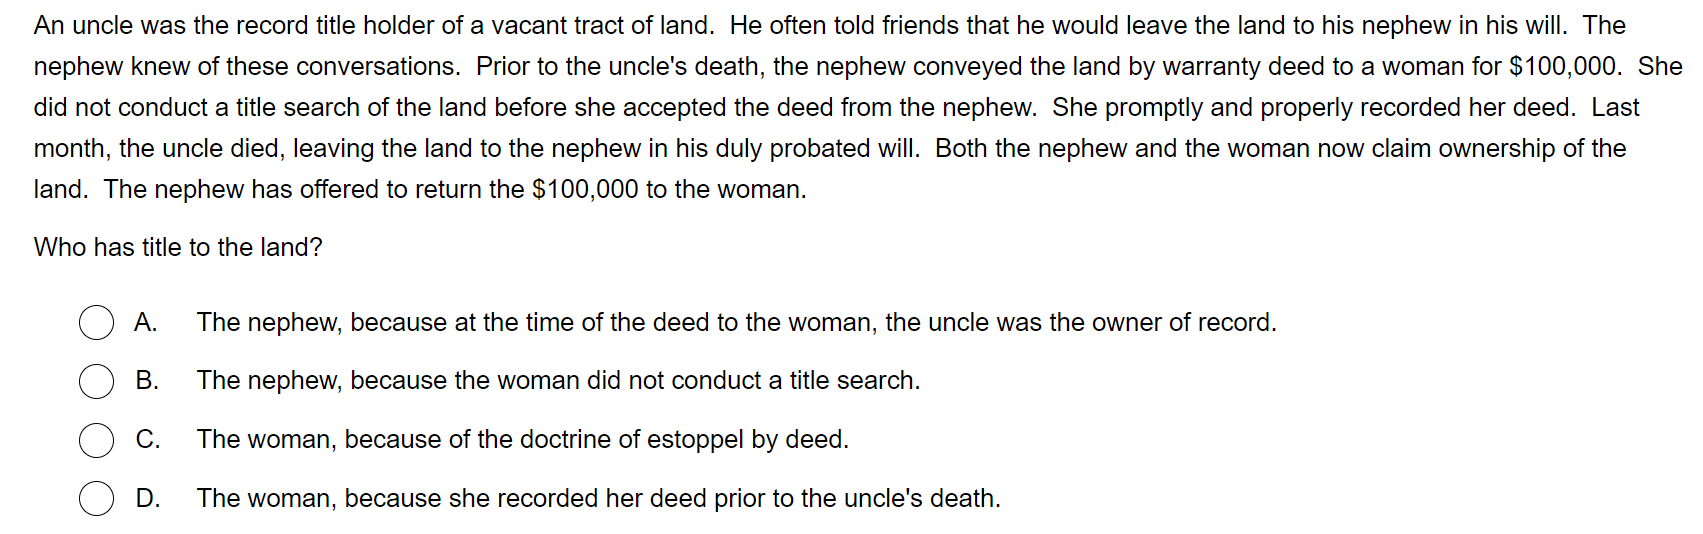 An uncle was the record title holder of a vacant tract of land.  He often told friends that he would leave the land to his nephew in his will.  The
nephew knew of these conversations.  Prior to the uncle's death, the nephew conveyed the land by warranty deed to a woman for $100,000.  She
did not conduct a title search of the land before she accepted the deed from the nephew.  She promptly and properly recorded her deed.  Last
month, the uncle died, leaving the land to the nephew in his duly probated will.  Both the nephew and the woman now claim ownership of the
land.  The nephew has offered to return the $100,000 to the woman.
Who has title to the land?
A. The nephew, because at the time of the deed to the woman, the uncle was the owner of record.
B. The nephew, because the woman did not conduct a title search.
C. The woman, because of the doctrine of estoppel by deed.
D. The woman, because she recorded her deed prior to the uncle's death.